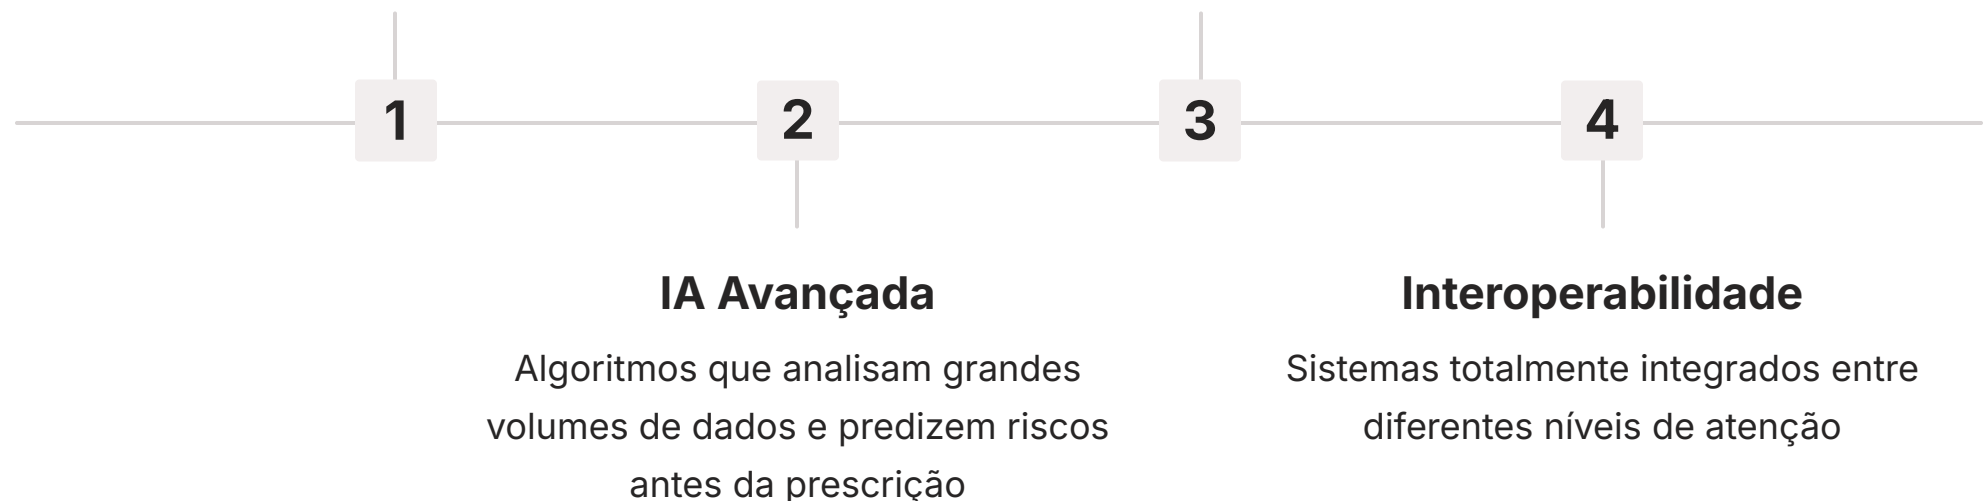 1
2
3
4
IA Avançada
Algoritmos que analisam grandes
volumes de dados e predizem riscos
antes da prescrição
Interoperabilidade
Sistemas totalmente integrados entre
diferentes níveis de atenção